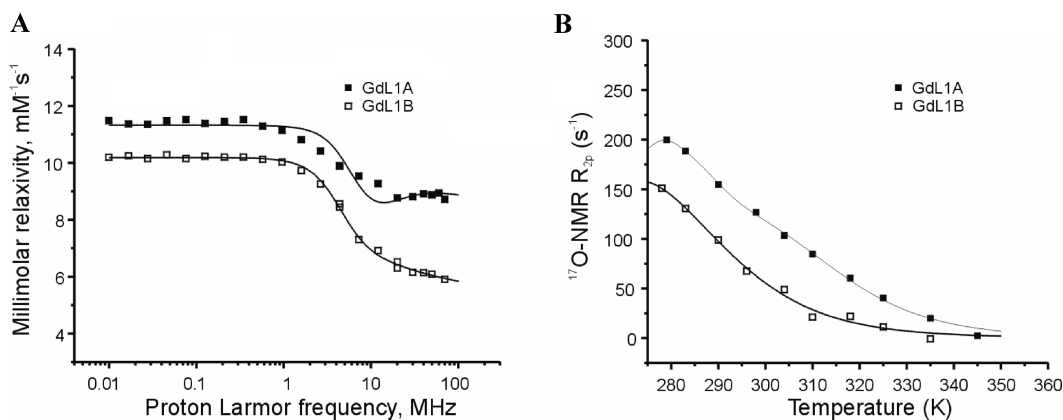 A
Millimolar relaxivity, mM⁻¹s⁻¹
14
12
10
8
6
4
GdL1A
GdL1B
0.01 0.1 1 10 100
Proton Larmor frequency, MHz
B
¹⁷O-NMR R₂ₚ (s⁻¹)
300
250
200
150
100
50
0
GdL1A
GdL1B
280 290 300 310 320 330 340 350 360
Temperature (K)